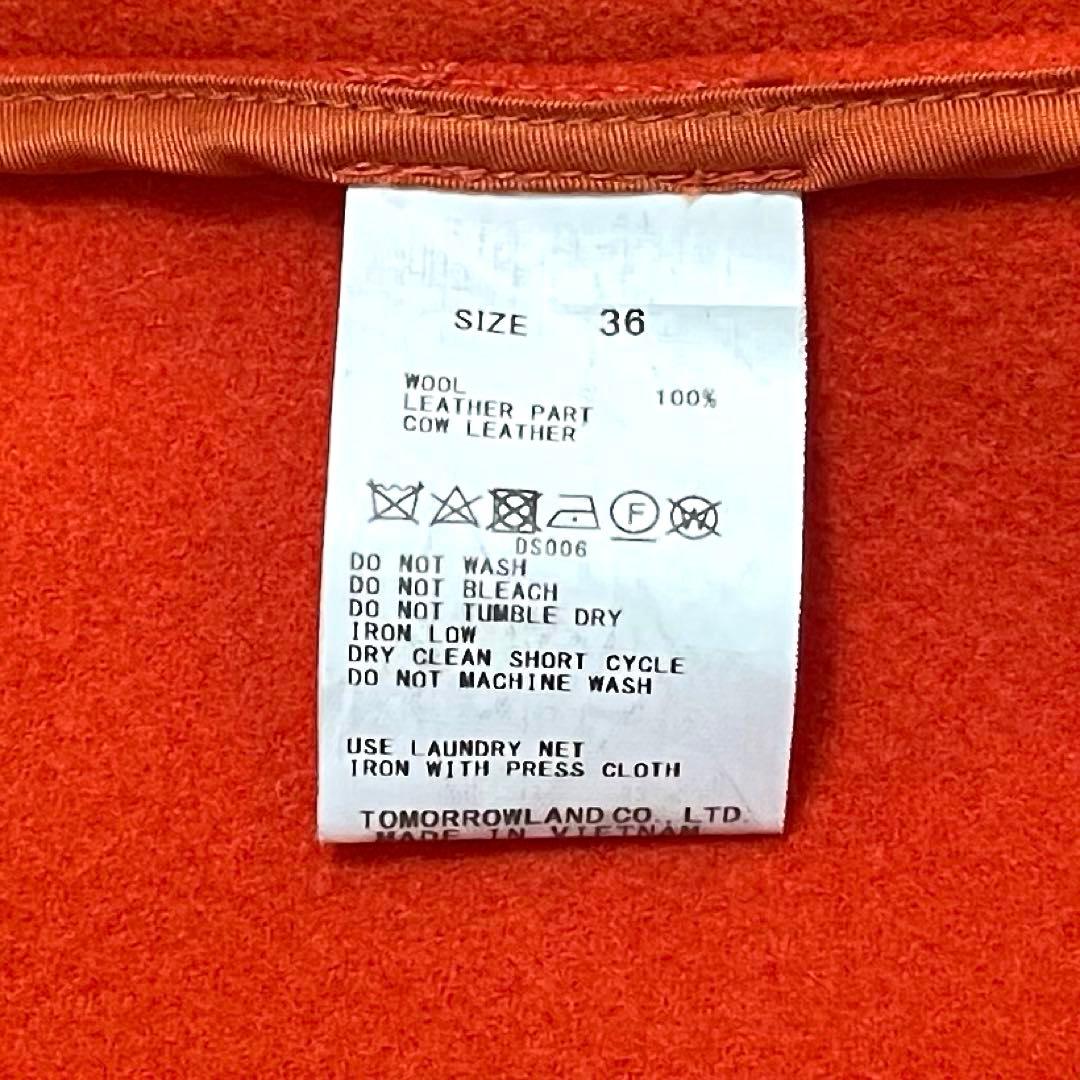 SIZE 36
WOOL 100%
LEATHER PART
COW LEATHER
F W
DS006
DO NOT WASH
DO NOT BLEACH
DO NOT TUMBLE DRY
IRON LOW
DRY CLEAN SHORT CYCLE
DO NOT MACHINE WASH
USE LAUNDRY NET
IRON WITH PRESS CLOTH
TOMORROWLAND CO., LTD.
MADE IN VIETNAM